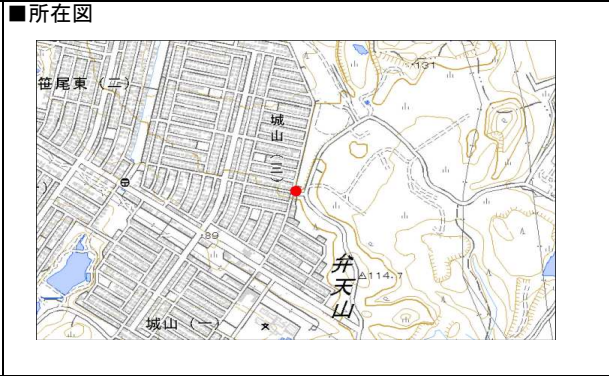 ■所在図
・131
笹尾東（二）
城山（三）
・89
弁天山
△114.7
城山（一）